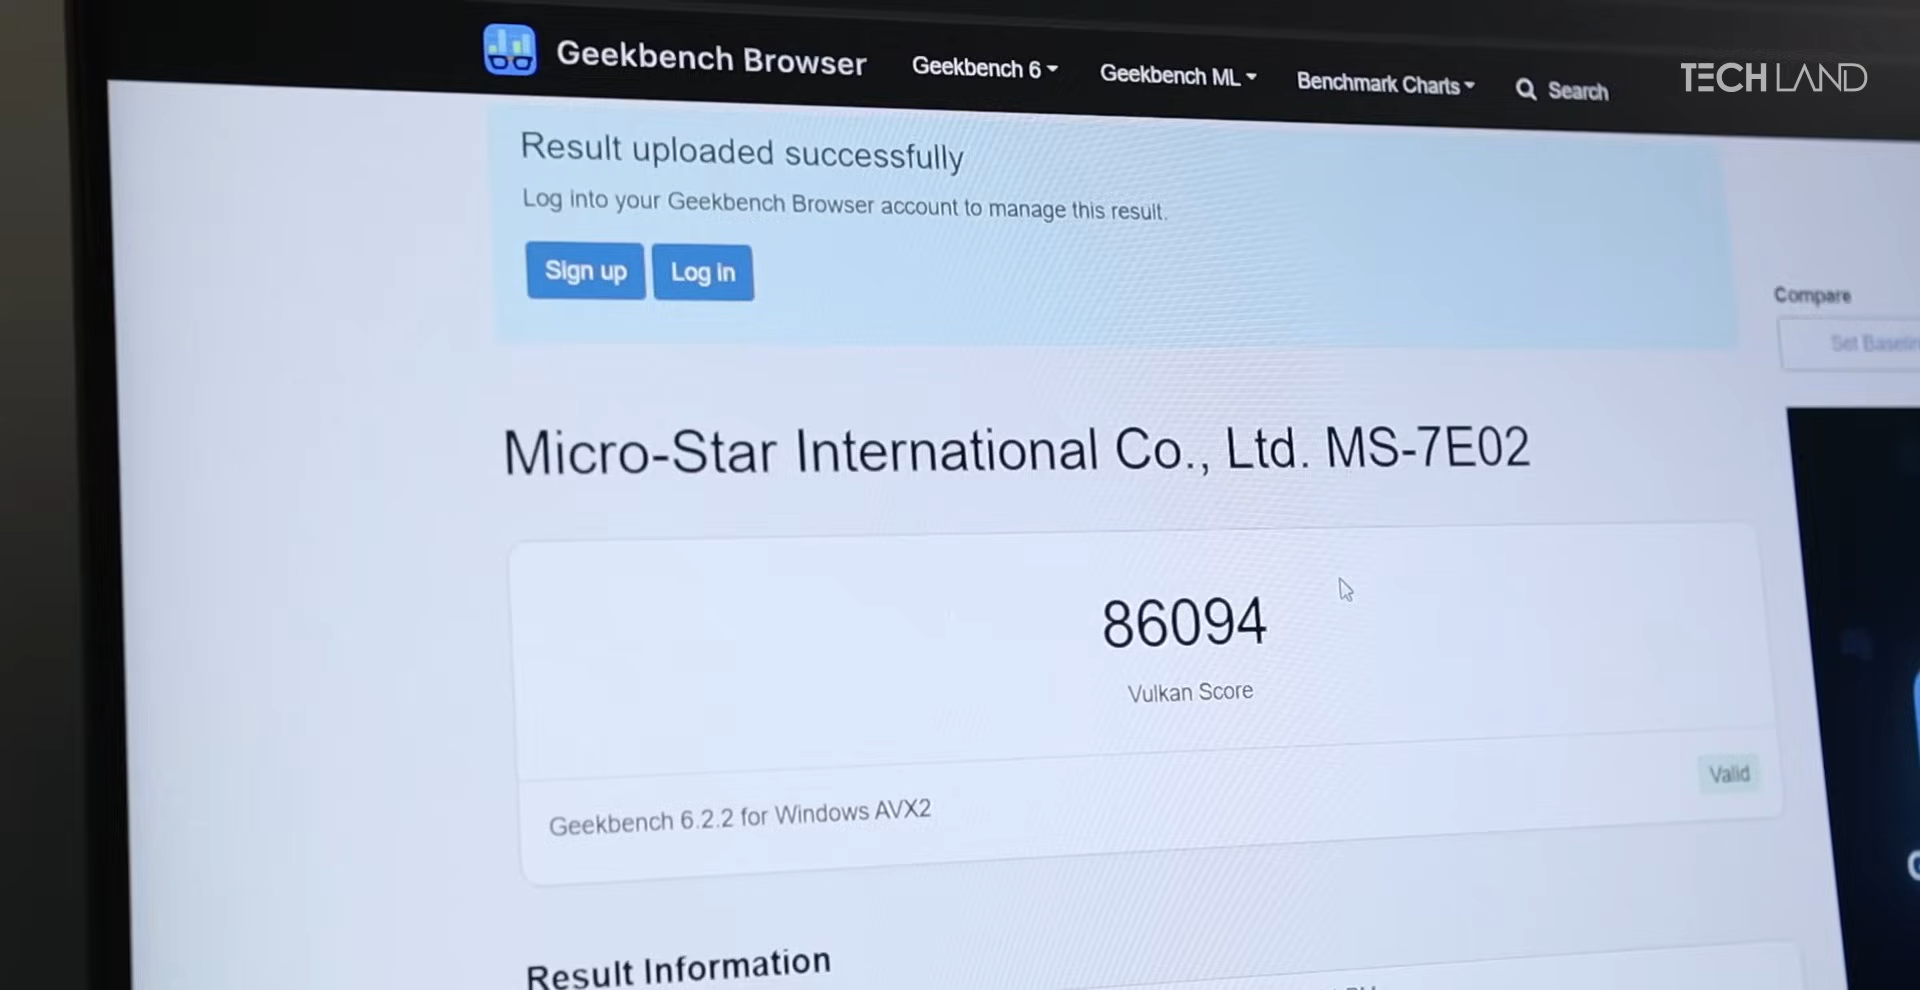 Geekbench Browser
Geekbench 6
Geekbench ML
Benchmark Charts
Search
TECHLAND
Result uploaded successfully
Log into your Geekbench Browser account to manage this result.
Sign up
Log in
Compare
Set Baselin
Micro-Star International Co., Ltd. MS-7E02
86094
Vulkan Score
Valid
Geekbench 6.2.2 for Windows AVX2
Result Information